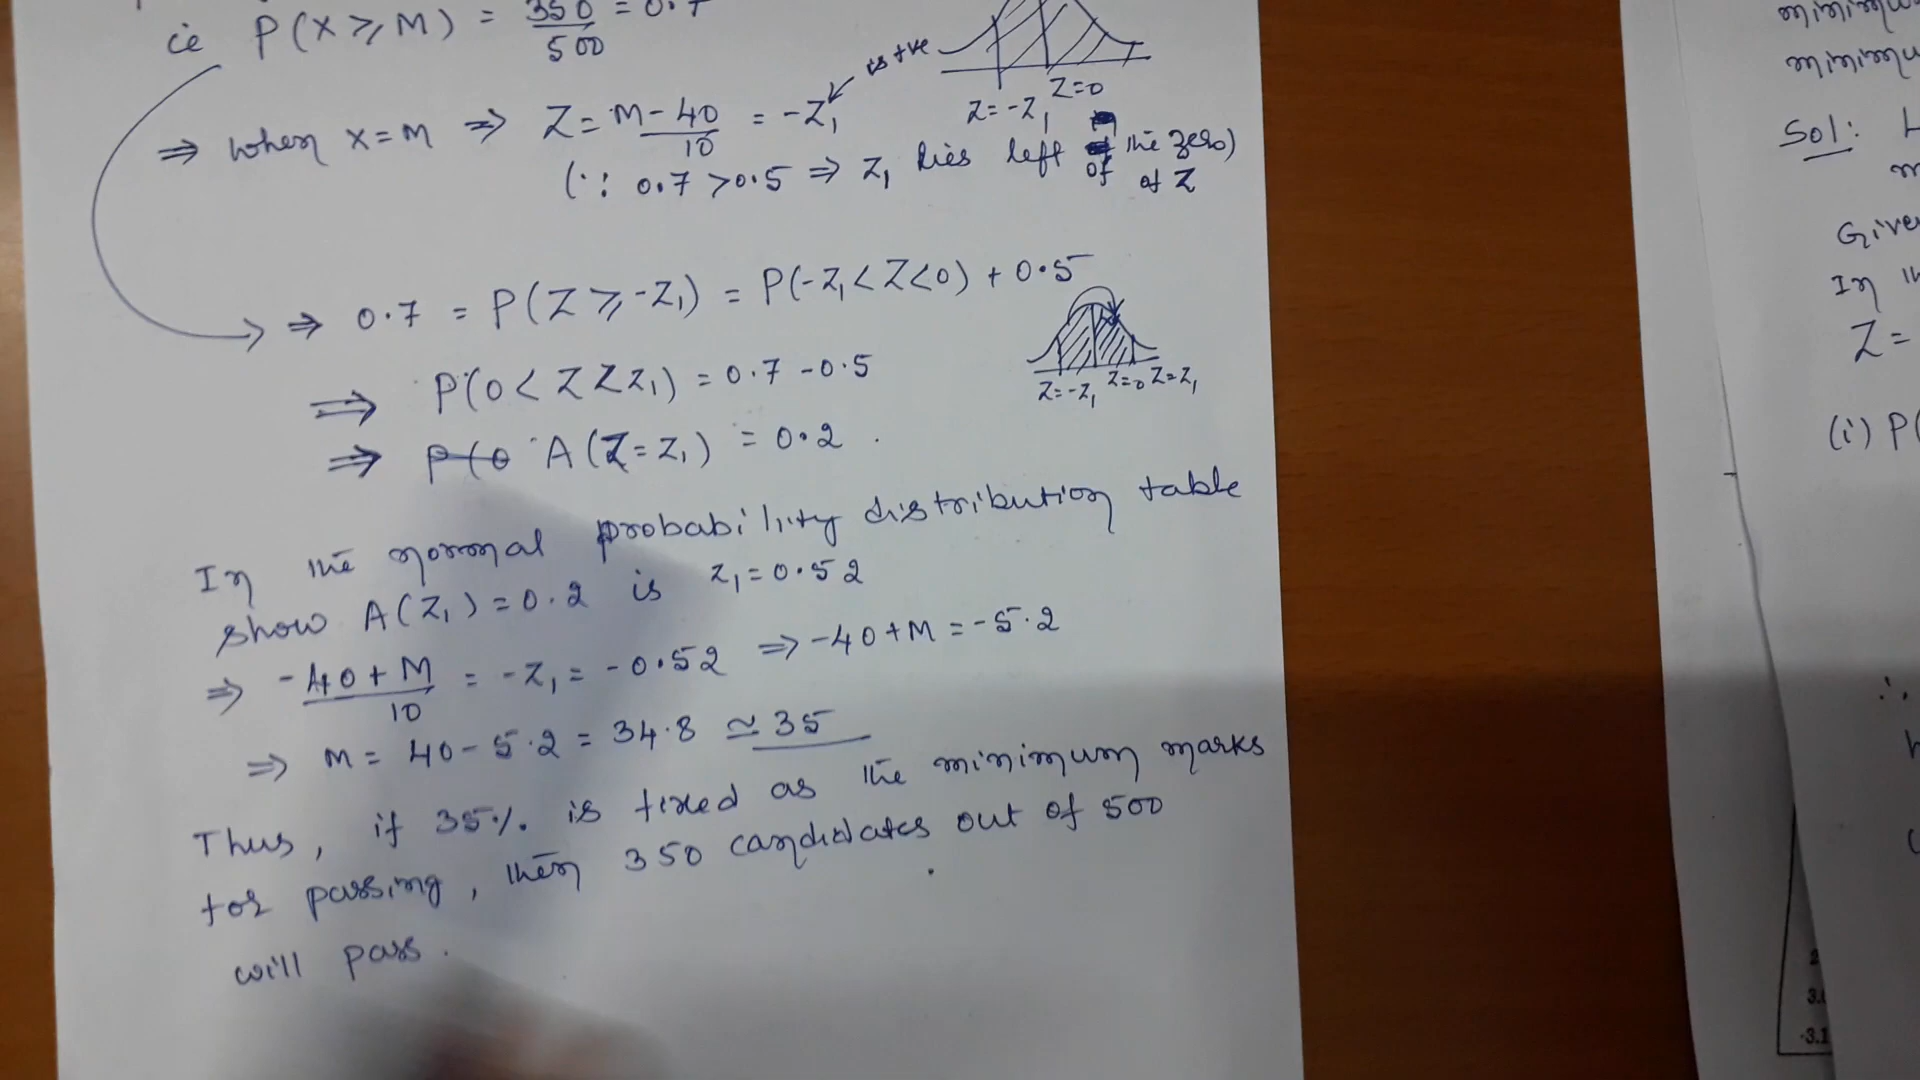 ie P(X ⩾ M) = 350/500 = 0.7
is +ve
⇒ when X = M ⇒ Z = M - 40 / 10 = -Z₁
Z = -Z₁ Z=0
(∵ 0.7 > 0.5 ⇒ Z₁ lies left of the zero)
of Z
⇒ 0.7 = P(Z ⩾ -Z₁) = P(-Z₁ < Z < 0) + 0.5
⇒ P(0 < Z < Z₁) = 0.7 - 0.5
Z=-Z₁ Z=0 Z=Z₁
⇒ A(Z = Z₁) = 0.2 .
In the normal probability distribution table
show A(Z₁) = 0.2 is Z₁ = 0.52
⇒ -40 + M / 10 = -Z₁ = -0.52 ⇒ -40 + M = -5.2
⇒ M = 40 - 5.2 = 34.8 ≃ 35
Thus, if 35% is fixed as the minimum marks
for passing, then 350 candidates out of 500
will pass.
minimu
Sol:
Give
In
Z =
(i) P(
∴